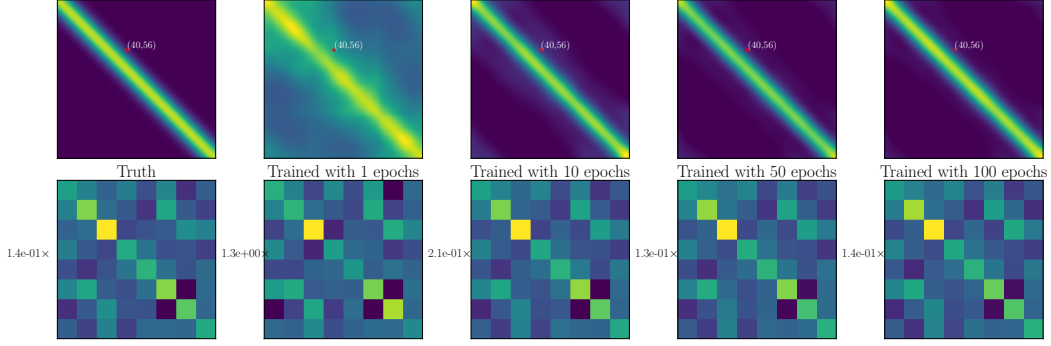 (40,56)
(40,56)
(40,56)
(40,56)
(40,56)
Truth
Trained with 1 epochs
Trained with 10 epochs
Trained with 50 epochs
Trained with 100 epochs
1.4e-01×
1.3e+00×
2.1e-01×
1.3e-01×
1.4e-01×